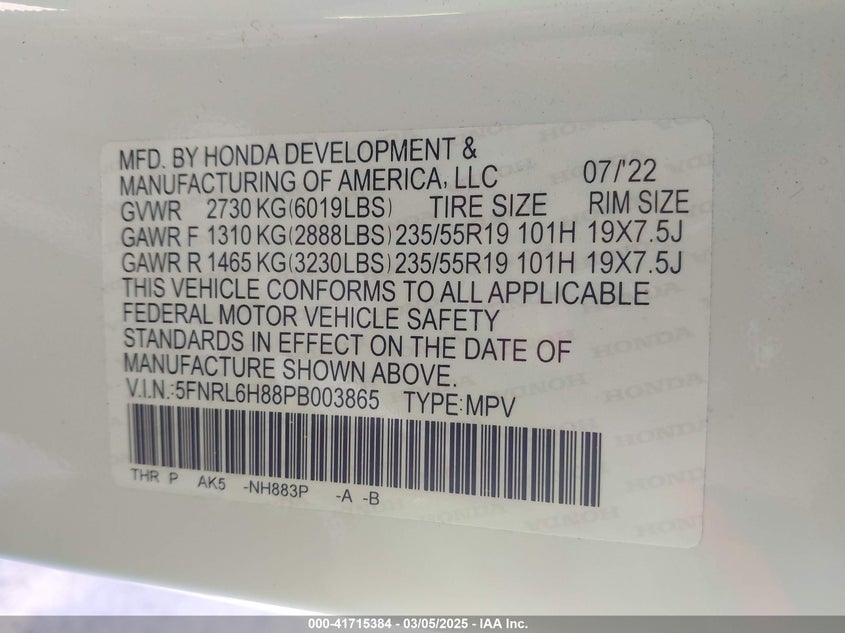 MFD. BY HONDA DEVELOPMENT &
MANUFACTURING OF AMERICA, LLC 07/'22
GVWR 2730 KG(6019LBS) TIRE SIZE RIM SIZE
GAWR F 1310 KG(2888LBS) 235/55R19 101H 19X7.5J
GAWR R 1465 KG(3230LBS) 235/55R19 101H 19X7.5J
THIS VEHICLE CONFORMS TO ALL APPLICABLE
FEDERAL MOTOR VEHICLE SAFETY
STANDARDS IN EFFECT ON THE DATE OF
MANUFACTURE SHOWN ABOVE.
V.I.N.:5FNRL6H88PB003865 TYPE:MPV
THR P AK5 -NH883P -A -B
000-41715384 - 03/05/2025 - IAA Inc.